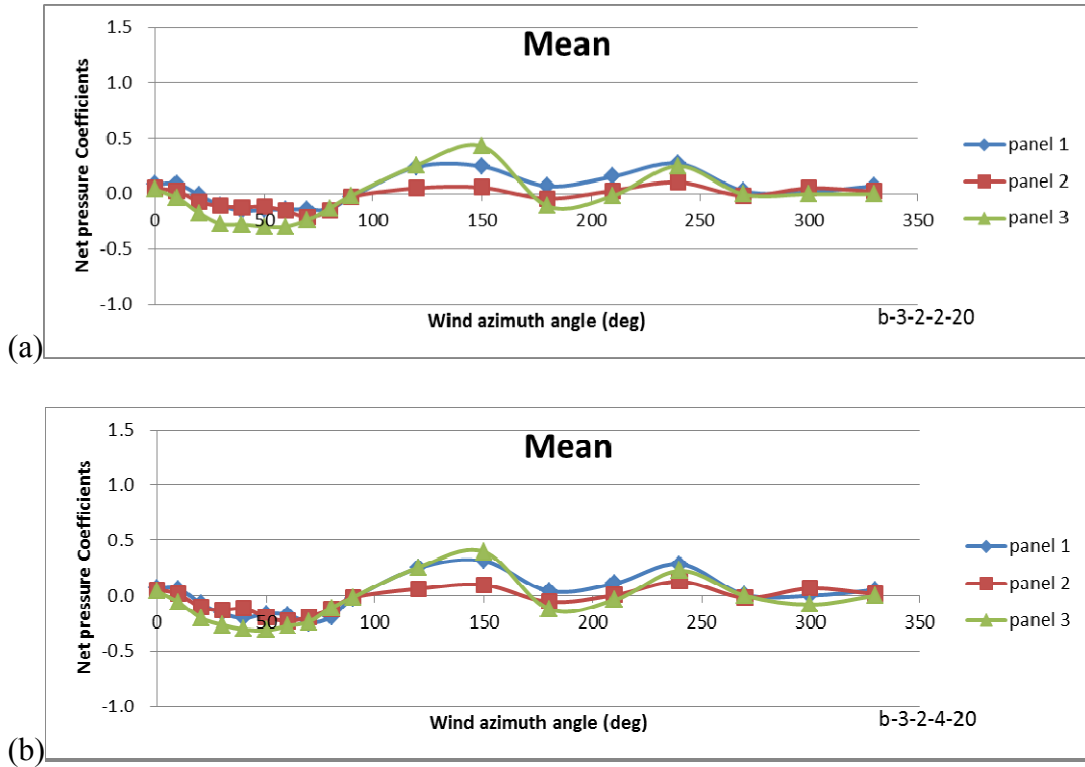 Mean
1.5
1.0
0.5
0.0
-0.5
-1.0
Net pressure Coefficients
0 50 100 150 200 250 300 350
Wind azimuth angle (deg)
panel 1
panel 2
panel 3
b-3-2-2-20
(a)
Mean
1.5
1.0
0.5
0.0
-0.5
-1.0
Net pressure Coefficients
0 50 100 150 200 250 300 350
Wind azimuth angle (deg)
panel 1
panel 2
panel 3
b-3-2-4-20
(b)